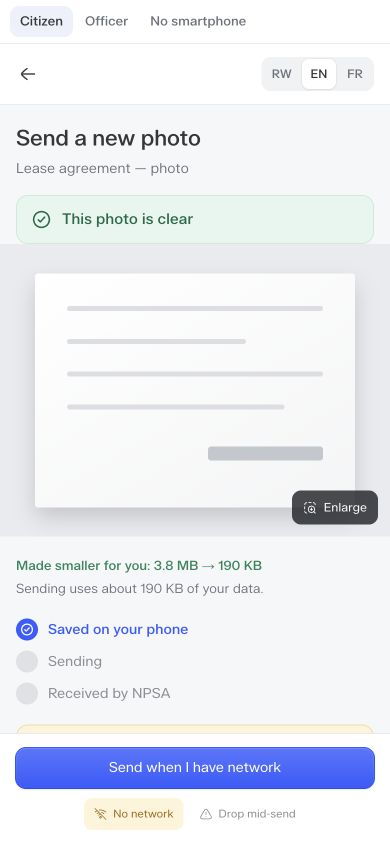 Citizen Officer No smartphone
RW EN FR
Send a new photo
Lease agreement — photo
This photo is clear
Enlarge
Made smaller for you: 3.8 MB → 190 KB
Sending uses about 190 KB of your data.
Saved on your phone
Sending
Received by NPSA
Send when I have network
No network Drop mid-send